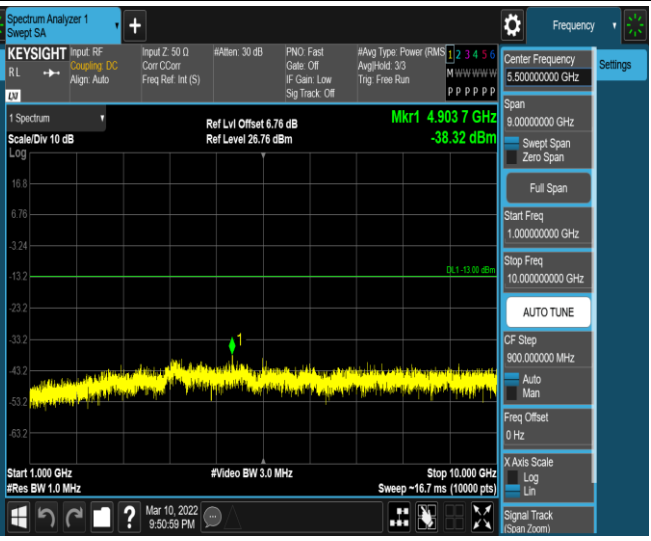 Spectrum Analyzer 1
Swept SA
+
Frequency
KEYSIGHT
RL
LXI
Input: RF
Coupling: DC
Align: Auto
Input Z: 50 Ω
Corr CCorr
Freq Ref: Int (S)
#Atten: 30 dB
PNO: Fast
Gate: Off
IF Gain: Low
Sig Track: Off
#Avg Type: Power (RMS
Avg|Hold: 3/3
Trig: Free Run
1 2 3 4 5 6
M W W W W W
P P P P P P
1 Spectrum
Scale/Div 10 dB
Log
Ref Lvl Offset 6.76 dB
Ref Level 26.76 dBm
Mkr1 4.903 7 GHz
-38.32 dBm
16.8
6.76
-3.24
-13.2
DL1 -13.00 dBm
-23.2
-33.2
1
-43.2
-53.2
-63.2
Start 1.000 GHz
#Res BW 1.0 MHz
#Video BW 3.0 MHz
Stop 10.000 GHz
Sweep ~16.7 ms (10000 pts)
Center Frequency
5.500000000 GHz
Settings
Span
9.00000000 GHz
Swept Span
Zero Span
Full Span
Start Freq
1.000000000 GHz
Stop Freq
10.000000000 GHz
AUTO TUNE
CF Step
900.000000 MHz
Auto
Man
Freq Offset
0 Hz
X Axis Scale
Log
Lin
Signal Track
(Span Zoom)
?
Mar 10, 2022
9:50:59 PM